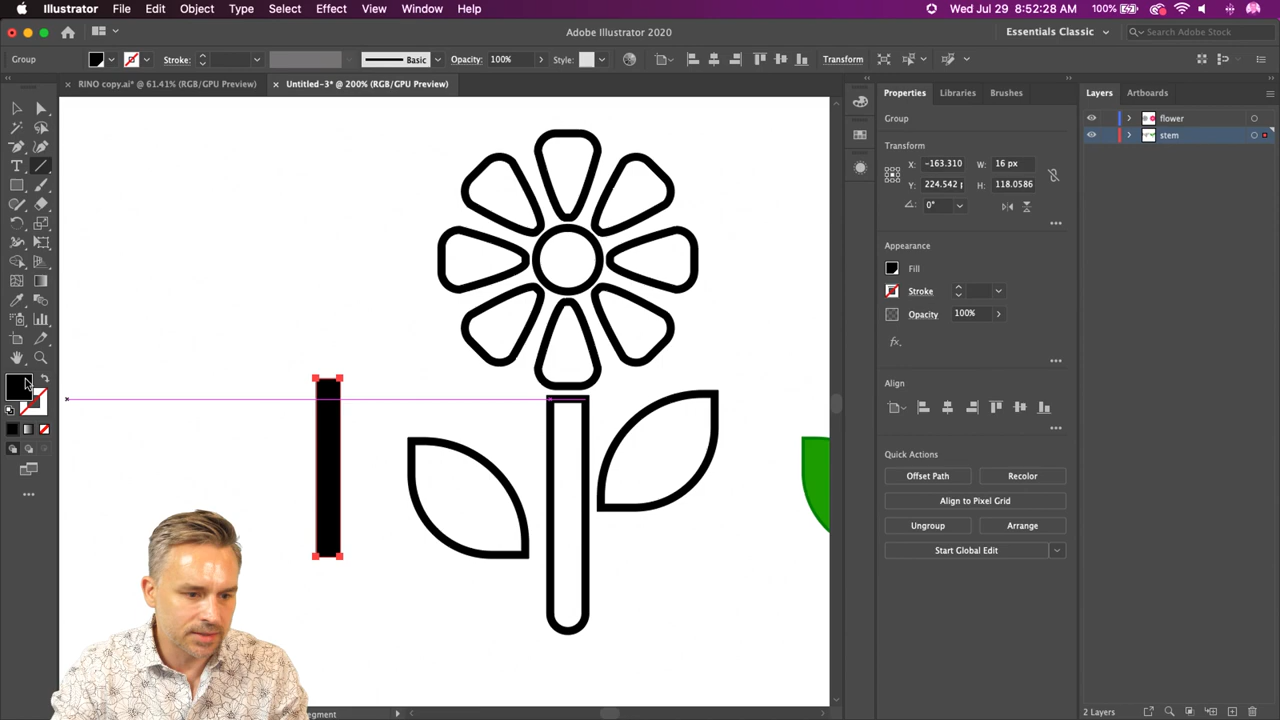 Illustrator File Edit Object Type Select Effect View Window Help
100% Wed Jul 29 8:52:28 AM
Adobe Illustrator 2020
Essentials Classic
Search Adobe Stock
Group Stroke: Basic Opacity: 100% Style: Transform
× RINO copy.ai* @ 61.41% (RGB/GPU Preview) × Untitled-3* @ 200% (RGB/GPU Preview)
Properties Libraries Brushes
Layers Artboards
Group
flower
stem
Transform
X: -163.310 W: 16 px
Y: 224.542 H: 118.0586
0°
Appearance
Fill
Stroke
Opacity 100%
fx.
Align
Quick Actions
Offset Path Recolor
Align to Pixel Grid
Ungroup Arrange
Start Global Edit
2 Layers